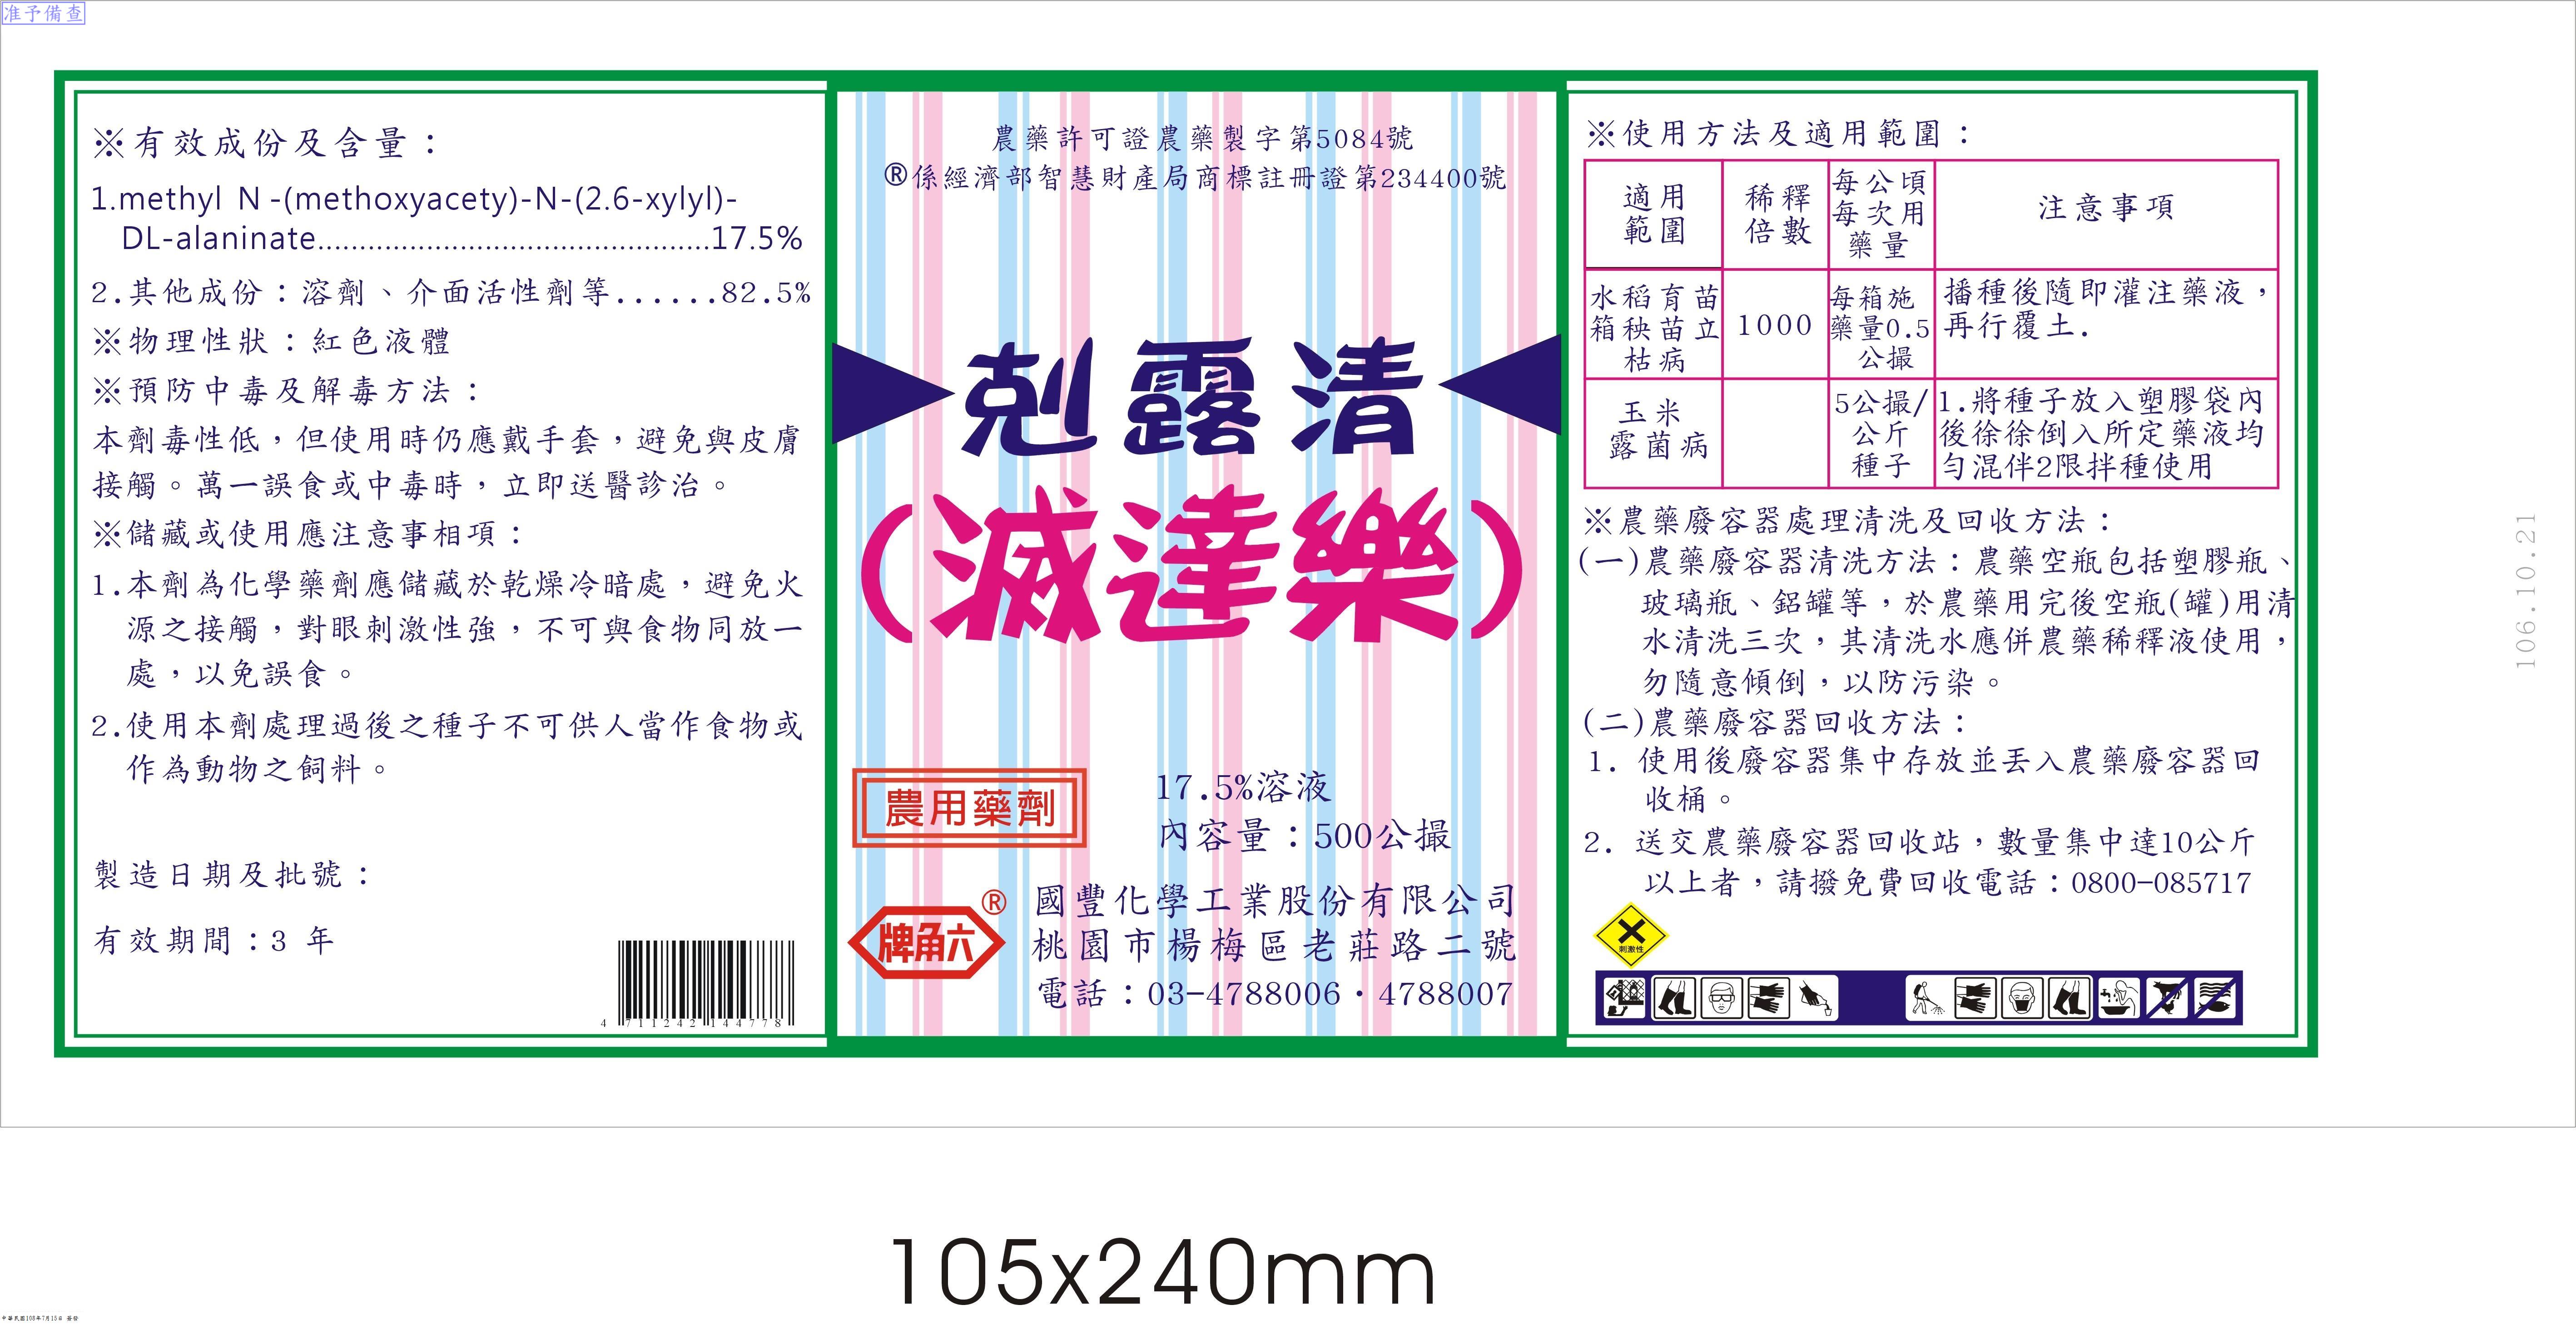 准予備查
※有效成份及含量：
1.methyl N -(methoxyacety)-N-(2.6-xylyl)-
DL-alaninate...............................................17.5%
2.其他成份：溶劑、介面活性劑等......82.5%
※物理性狀：紅色液體
※預防中毒及解毒方法：
本劑毒性低，但使用時仍應戴手套，避免與皮膚
接觸。萬一誤食或中毒時，立即送醫診治。
※儲藏或使用應注意事相項：
1.本劑為化學藥劑應儲藏於乾燥冷暗處，避免火
源之接觸，對眼刺激性強，不可與食物同放一
處，以免誤食。
2.使用本劑處理過後之種子不可供人當作食物或
作為動物之飼料。
製造日期及批號：
有效期間：3 年
4 711242 144778
農藥許可證農藥製字第5084號
®係經濟部智慧財產局商標註冊證第234400號
剋露清
(滅達樂)
農用藥劑
17.5%溶液
內容量：500公撮
®
牌角六
國豐化學工業股份有限公司
桃園市楊梅區老莊路二號
電話：03-4788006·4788007
※使用方法及適用範圍：
適用
範圍
稀釋
倍數
每公頃
每次用
藥量
注意事項
水稻育苗
箱秧苗立
枯病
1000
每箱施
藥量0.5
公撮
播種後隨即灌注藥液，
再行覆土.
玉米
露菌病
5公撮/
公斤
種子
1.將種子放入塑膠袋內
後徐徐倒入所定藥液均
勻混伴2限拌種使用
※農藥廢容器處理清洗及回收方法：
(一)農藥廢容器清洗方法：農藥空瓶包括塑膠瓶、
玻璃瓶、鋁罐等，於農藥用完後空瓶(罐)用清
水清洗三次，其清洗水應併農藥稀釋液使用，
勿隨意傾倒，以防污染。
(二)農藥廢容器回收方法：
1. 使用後廢容器集中存放並丟入農藥廢容器回
收桶。
2. 送交農藥廢容器回收站，數量集中達10公斤
以上者，請撥免費回收電話：0800-085717
刺激性
106.10.21
105x240mm